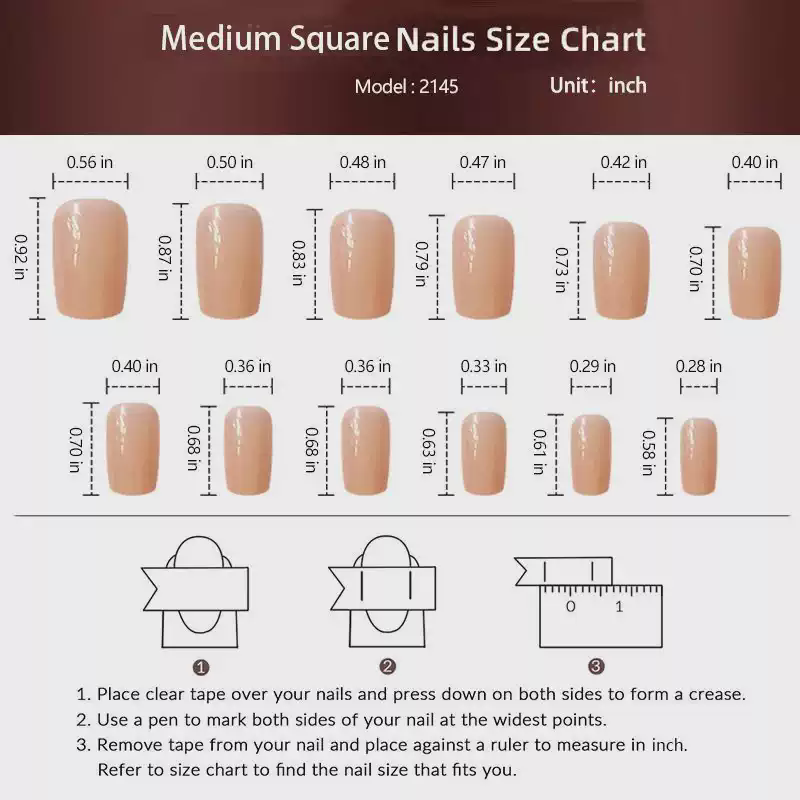 Medium Square Nails Size Chart
Model : 2145 Unit: inch
0.56 in 0.50 in 0.48 in 0.47 in 0.42 in 0.40 in
0.92 in 0.87 in 0.83 in 0.79 in 0.73 in 0.70 in
0.40 in 0.36 in 0.36 in 0.33 in 0.29 in 0.28 in
0.70 in 0.68 in 0.68 in 0.63 in 0.61 in 0.58 in
0 1
1 2 3
1. Place clear tape over your nails and press down on both sides to form a crease.
2. Use a pen to mark both sides of your nail at the widest points.
3. Remove tape from your nail and place against a ruler to measure in inch.
Refer to size chart to find the nail size that fits you.